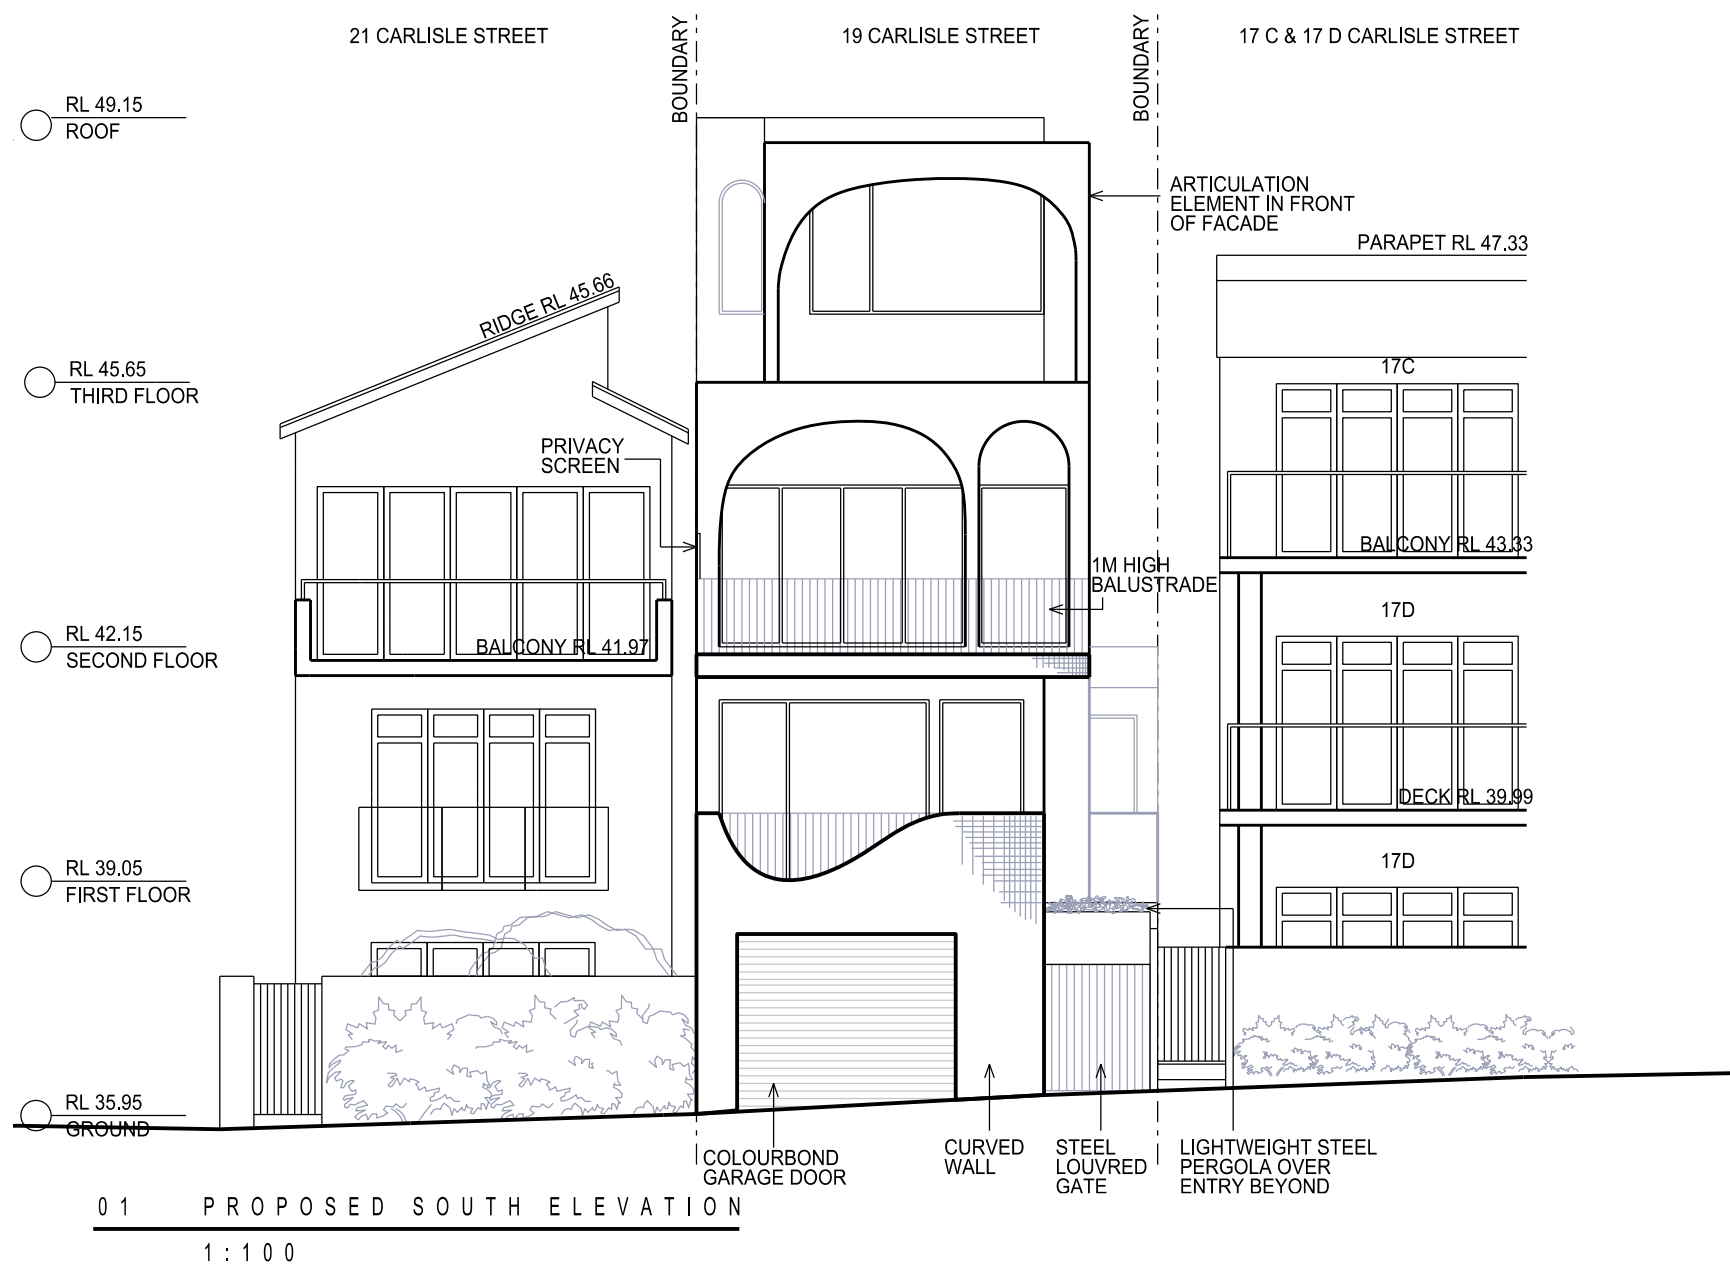 21 CARLISLE STREET
BOUNDARY
19 CARLISLE STREET
BOUNDARY
17 C & 17 D CARLISLE STREET
RL 49.15
ROOF
ARTICULATION
ELEMENT IN FRONT
OF FACADE
PARAPET RL 47.33
RIDGE RL 45.66
RL 45.65
THIRD FLOOR
17C
PRIVACY
SCREEN
BALCONY RL 43.33
1M HIGH
BALUSTRADE
17D
RL 42.15
SECOND FLOOR
BALCONY RL 41.97
DECK RL 39.99
17D
RL 39.05
FIRST FLOOR
RL 35.95
GROUND
COLOURBOND
GARAGE DOOR
CURVED
WALL
STEEL
LOUVRED
GATE
LIGHTWEIGHT STEEL
PERGOLA OVER
ENTRY BEYOND
01 PROPOSED SOUTH ELEVATION
1:100